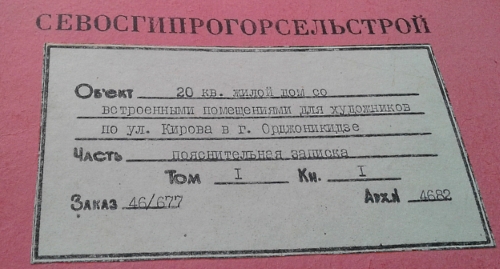 СЕВОСГИПРОГОРСЕЛЬСТРОЙ
Объект 20 кв. жилой дом со
встроенными помещениями для художников
по ул. Кирова в г. Орджоникидзе
Часть пояснительная записка
Том I Кн. I
Заказ 46/677 Арх.N 4682